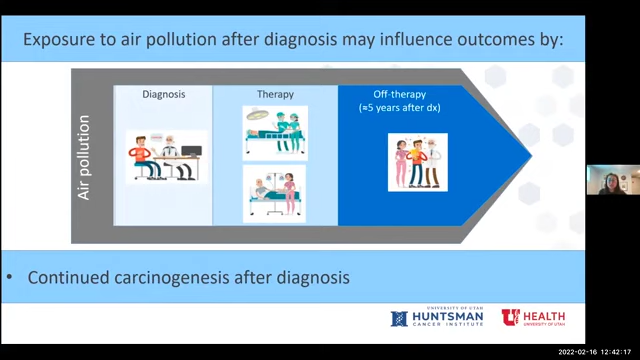 Exposure to air pollution after diagnosis may influence outcomes by:
Air pollution
Diagnosis
Therapy
Off-therapy
(≈5 years after dx)
• Continued carcinogenesis after diagnosis
UNIVERSITY OF UTAH
HUNTSMAN
CANCER INSTITUTE
HEALTH
UNIVERSITY OF UTAH
2022-02-16 12:42:17